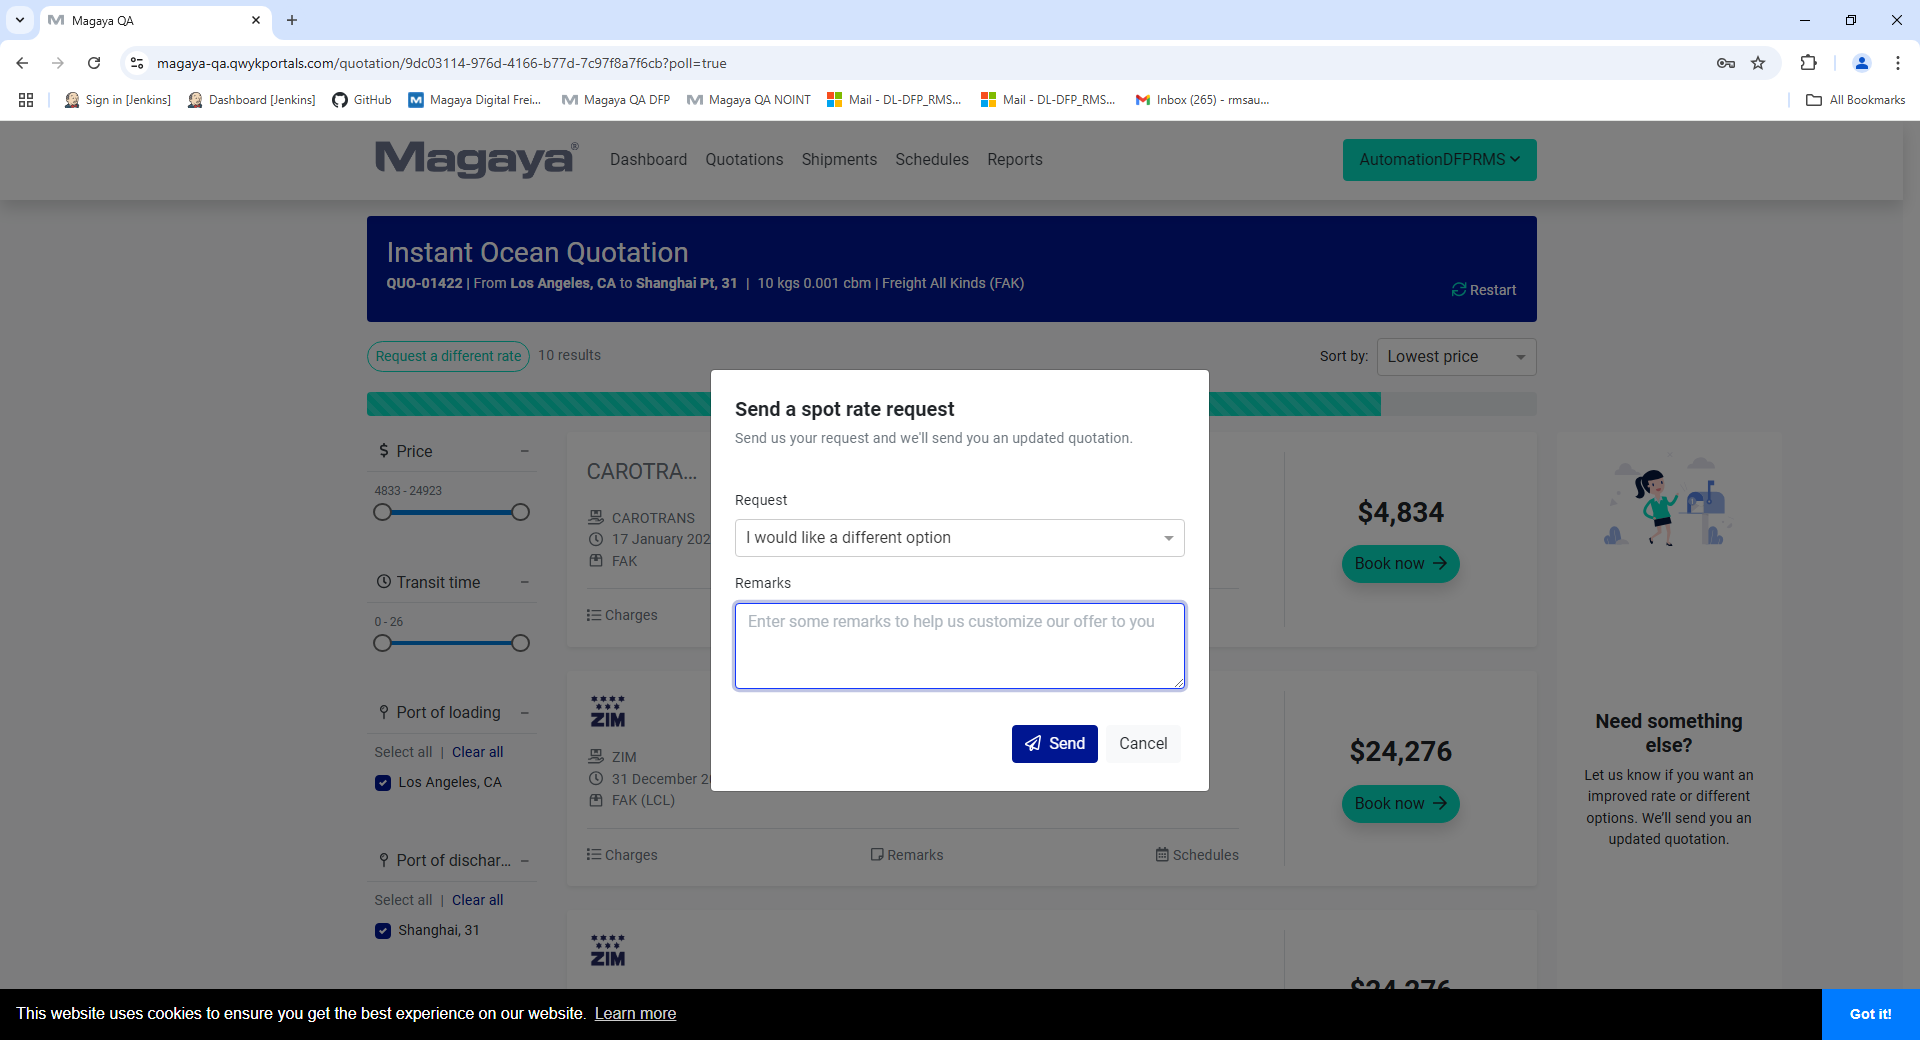 Magaya QA
magaya-qa.qwykportals.com/quotation/9dc03114-976d-4166-b77d-7c97f8a7f6cb?poll=true
Sign in [Jenkins]
Dashboard [Jenkins]
GitHub
Magaya Digital Frei...
Magaya QA DFP
Magaya QA NOINT
Mail - DL-DFP_RMS...
Mail - DL-DFP_RMS...
Inbox (265) - rmsau...
All Bookmarks
Magaya®
Dashboard
Quotations
Shipments
Schedules
Reports
AutomationDFPRMS
Instant Ocean Quotation
QUO-01422 | From Los Angeles, CA to Shanghai Pt, 31 | 10 kgs 0.001 cbm | Freight All Kinds (FAK)
Restart
Request a different rate
10 results
Sort by:
Lowest price
Price
4833 - 24923
Transit time
0 - 26
Port of loading
Select all | Clear all
Los Angeles, CA
Port of dischar...
Select all | Clear all
Shanghai, 31
CAROTRA...
CAROTRANS
17 January 202
FAK
Charges
$4,834
Book now
Send a spot rate request
Send us your request and we'll send you an updated quotation.
Request
I would like a different option
Remarks
Enter some remarks to help us customize our offer to you
Send
Cancel
ZIM
ZIM
31 December 2
FAK (LCL)
Charges
Remarks
Schedules
$24,276
Book now
ZIM
$24,276
Need something
else?
Let us know if you want an
improved rate or different
options. We’ll send you an
updated quotation.
This website uses cookies to ensure you get the best experience on our website. Learn more
Got it!